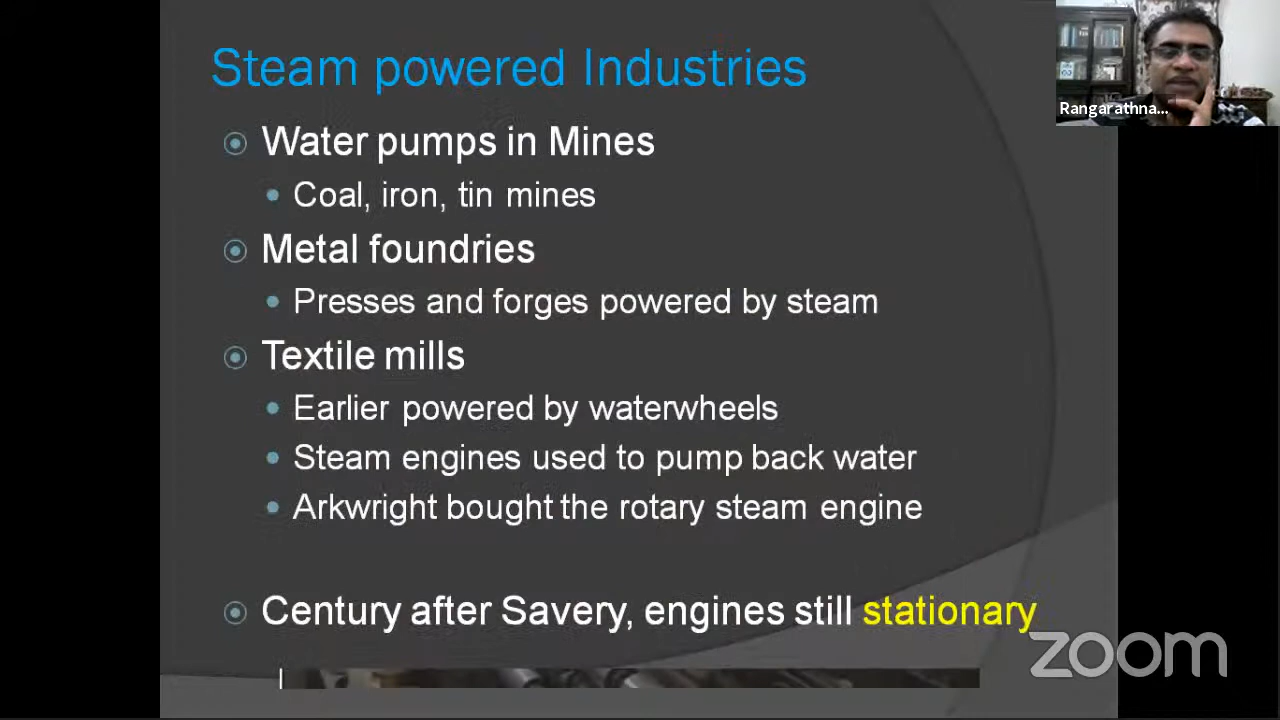 Steam powered Industries
Rangarathna...
Water pumps in Mines
Coal, iron, tin mines
Metal foundries
Presses and forges powered by steam
Textile mills
Earlier powered by waterwheels
Steam engines used to pump back water
Arkwright bought the rotary steam engine
Century after Savery, engines still stationary
zoom